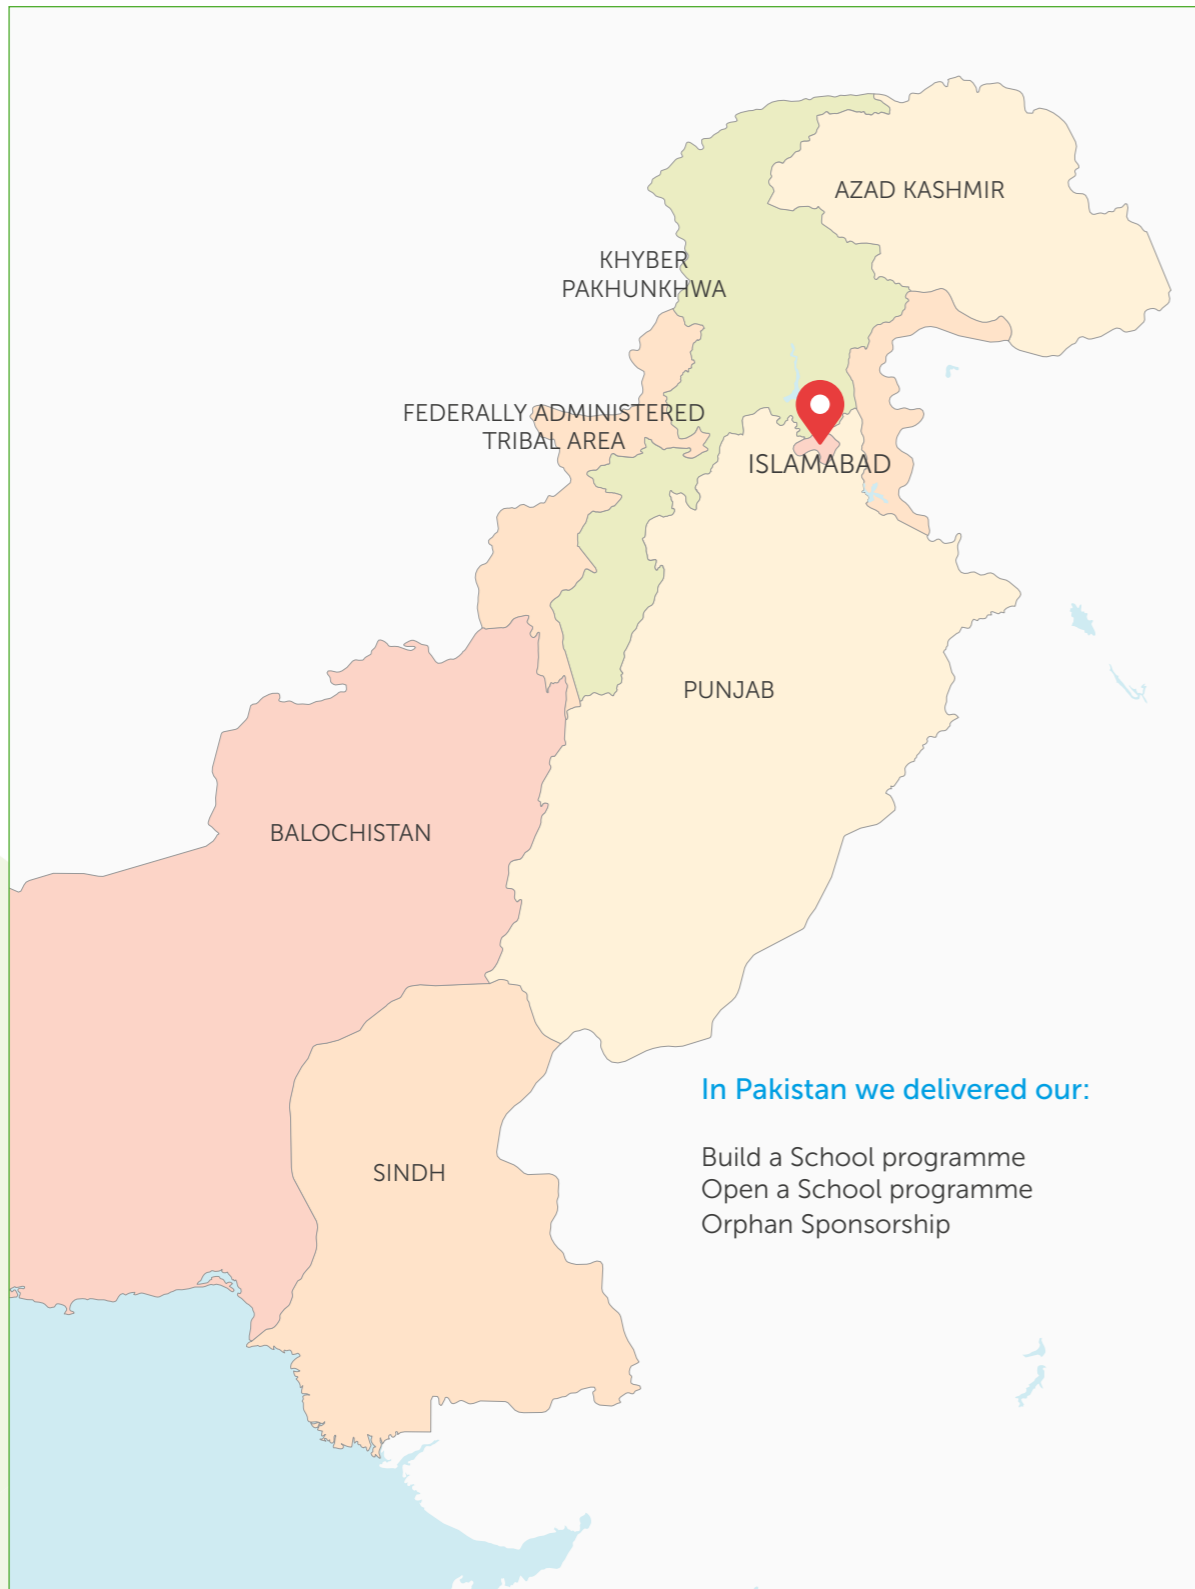 AZAD KASHMIR
KHYBER
PAKHUNKHWA
FEDERALLY ADMINISTERED
TRIBAL AREA
ISLAMABAD
PUNJAB
BALOCHISTAN
SINDH
In Pakistan we delivered our:
Build a School programme
Open a School programme
Orphan Sponsorship